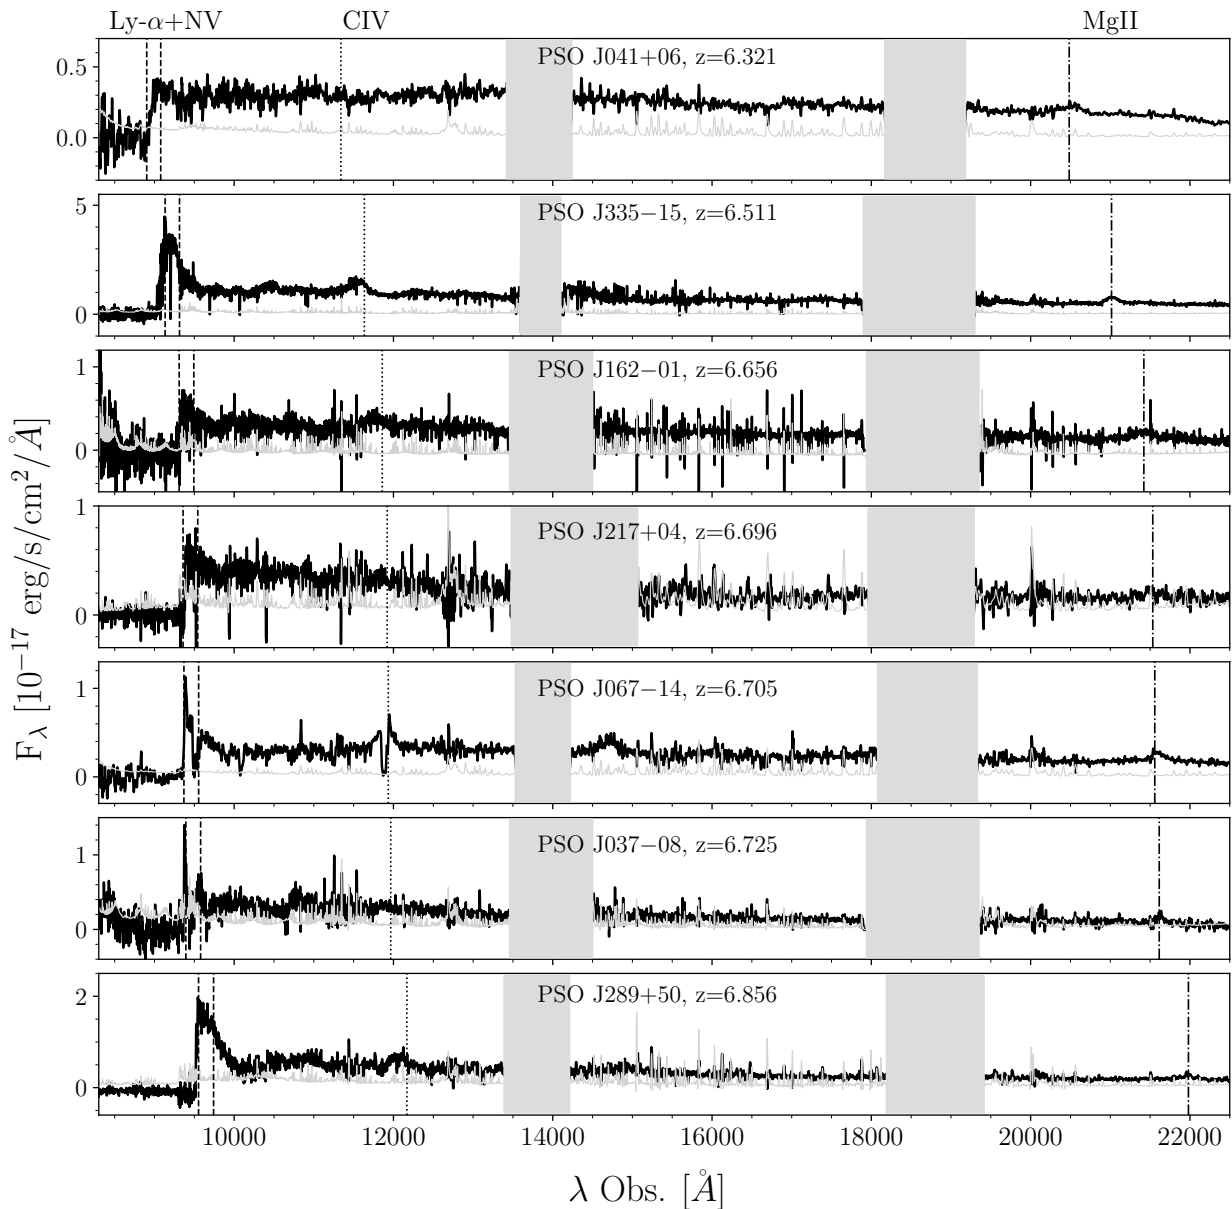 Ly-α+NV CIV MgII
PSO J041+06, z=6.321
0.5
0.0
PSO J335−15, z=6.511
5
0
PSO J162−01, z=6.656
1
0
PSO J217+04, z=6.696
1
0
PSO J067−14, z=6.705
1
0
PSO J037−08, z=6.725
1
0
PSO J289+50, z=6.856
2
0
F_λ [10^−17 erg/s/cm^2/Å]
10000 12000 14000 16000 18000 20000 22000
λ Obs. [Å]